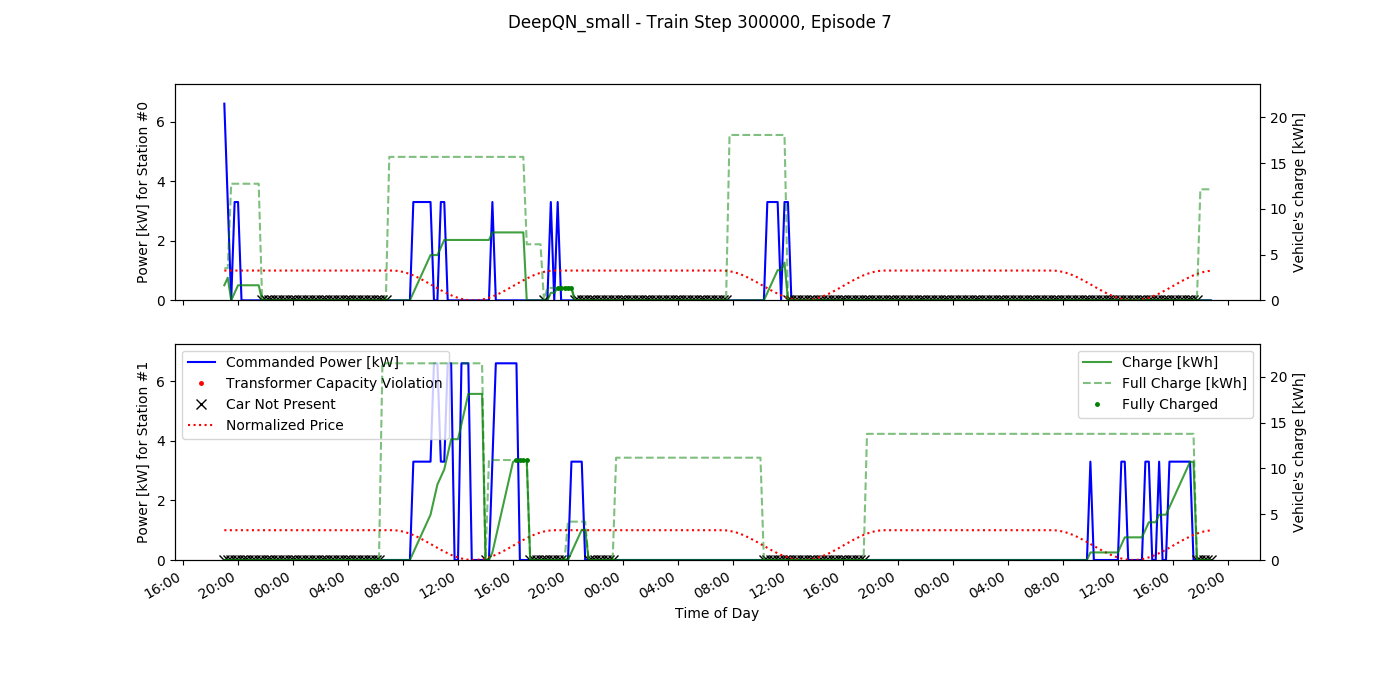 DeepQN_small - Train Step 300000, Episode 7
Power [kW] for Station #0
0
2
4
6
Vehicle's charge [kWh]
0
5
10
15
20
Power [kW] for Station #1
0
2
4
6
Commanded Power [kW]
Transformer Capacity Violation
Car Not Present
Normalized Price
Charge [kWh]
Full Charge [kWh]
Fully Charged
Vehicle's charge [kWh]
0
5
10
15
20
16:00
20:00
00:00
04:00
08:00
12:00
16:00
20:00
00:00
04:00
08:00
12:00
16:00
20:00
00:00
04:00
08:00
12:00
16:00
20:00
Time of Day